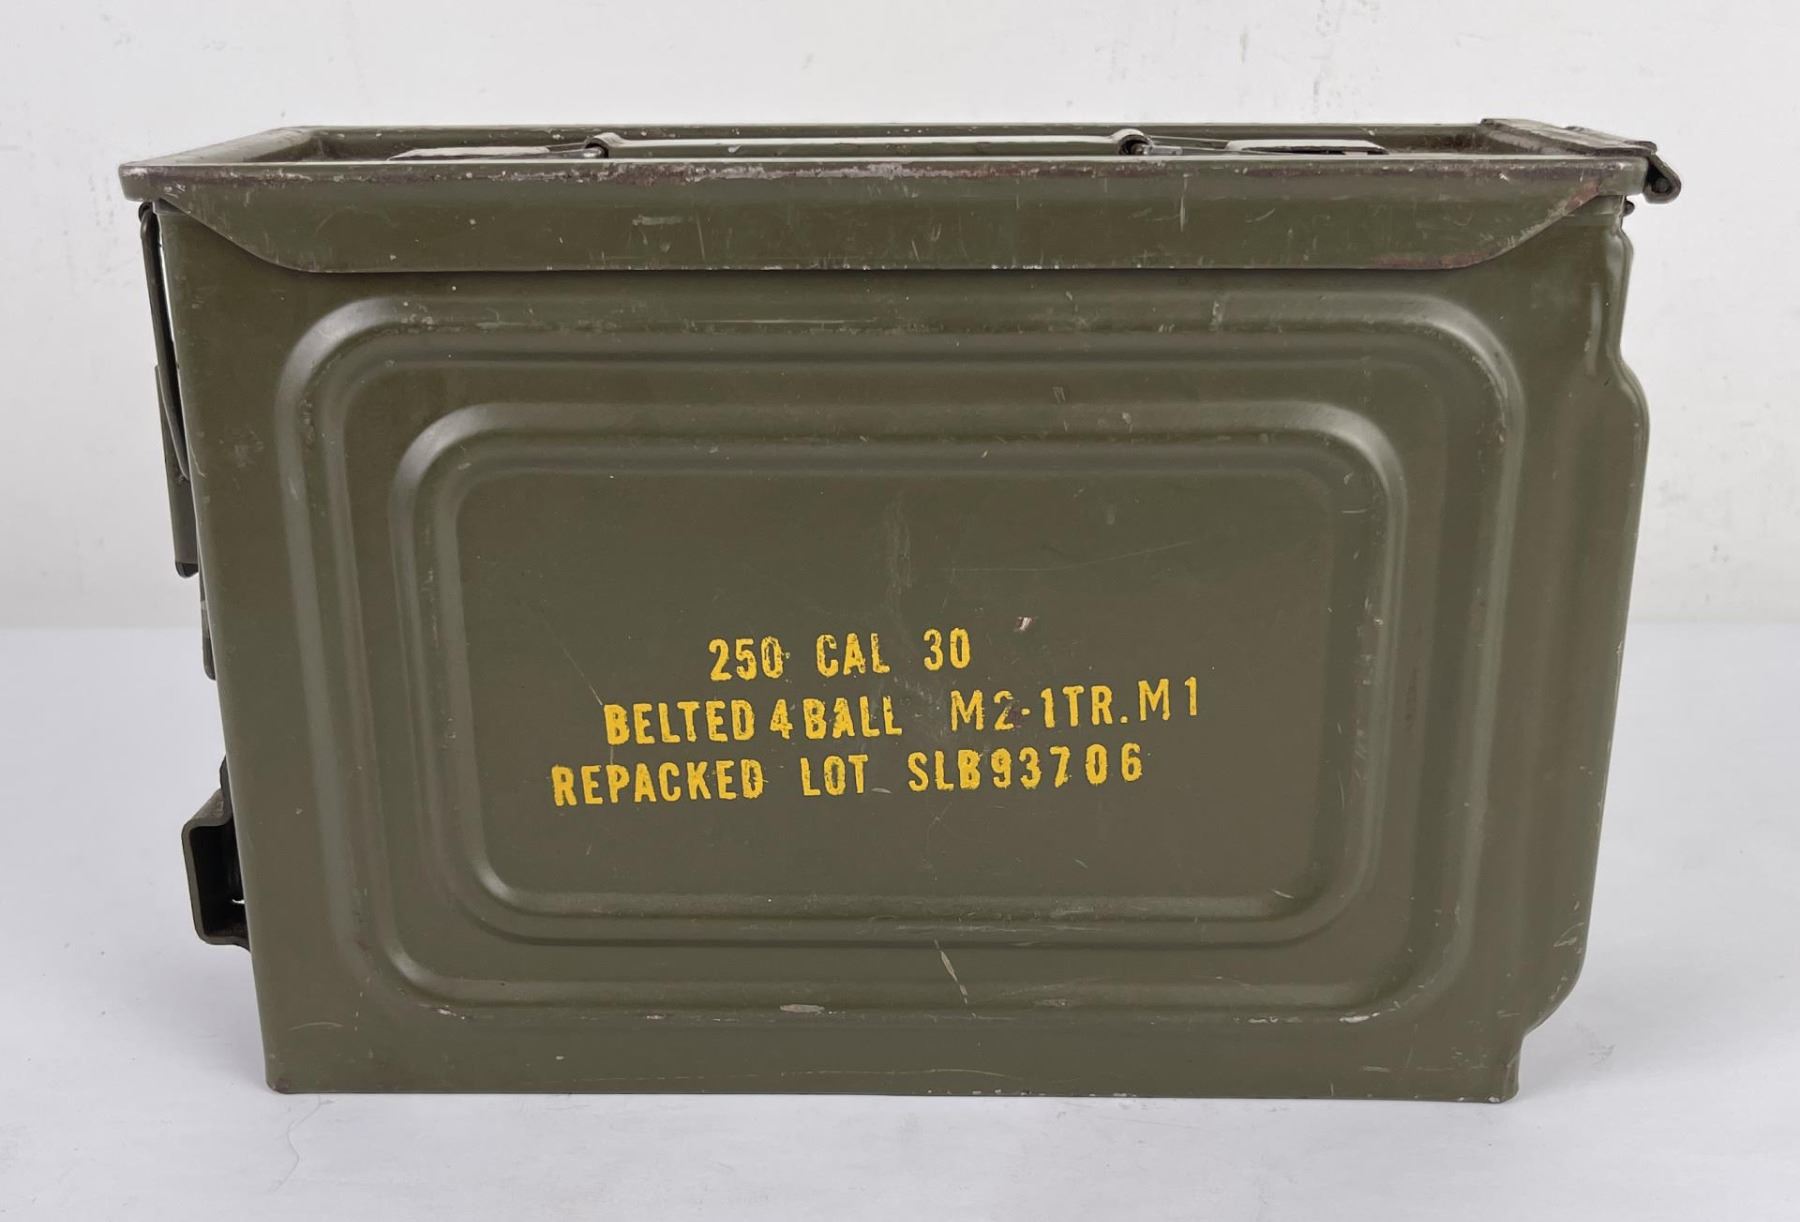 250 CAL 30
BELTED 4 BALL M2-1TR. M1
REPACKED LOT SLB93706